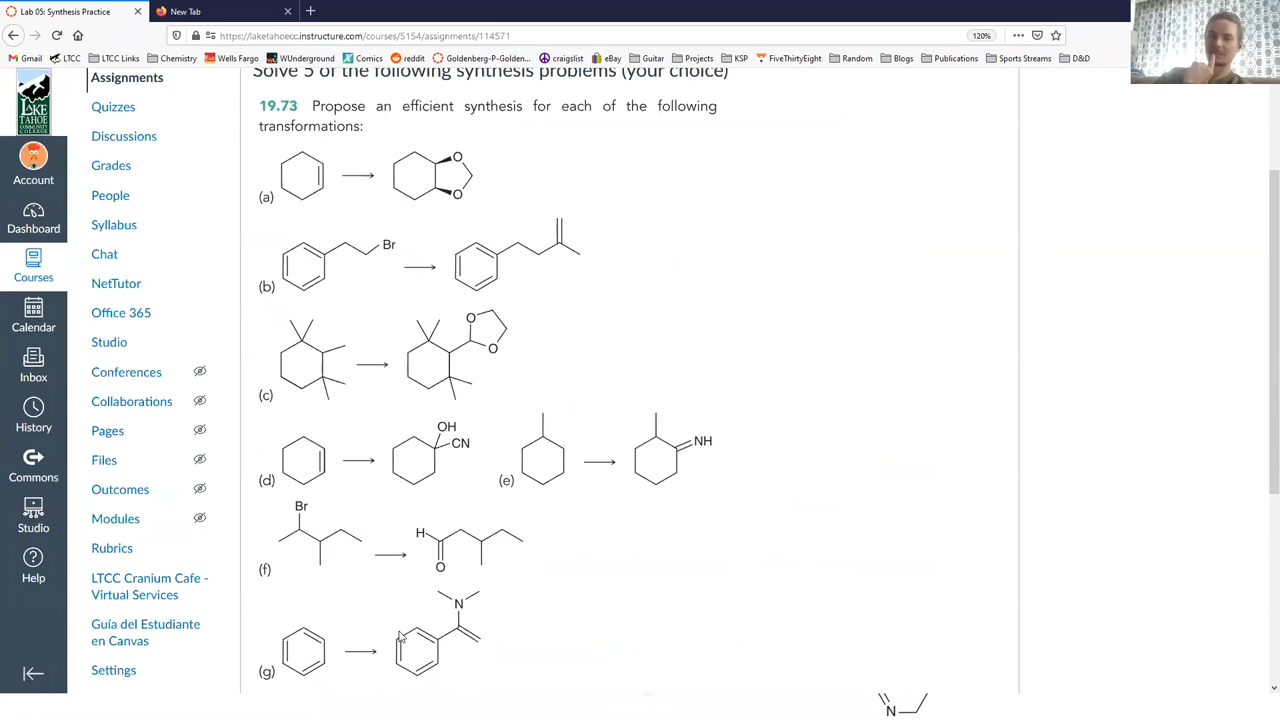 Lab 05: Synthesis Practice
New Tab
https://laketahoecc.instructure.com/courses/5154/assignments/114571
120%
Gmail LTCC LTCC Links Chemistry Wells Fargo WUnderground Comics reddit Goldenberg-P-Golden... craigslist eBay Guitar Projects KSP FiveThirtyEight Random Blogs Publications Sports Streams D&D
LAKE TAHOE
COMMUNITY COLLEGE
Account
Dashboard
Courses
Calendar
Inbox
History
Commons
Studio
Help
Assignments
Quizzes
Discussions
Grades
People
Syllabus
Chat
NetTutor
Office 365
Studio
Conferences
Collaborations
Pages
Files
Outcomes
Modules
Rubrics
LTCC Cranium Cafe -
Virtual Services
Guía del Estudiante
en Canvas
Settings
Solve 5 of the following synthesis problems (your choice)
19.73 Propose an efficient synthesis for each of the following
transformations:
(a) O O
(b) Br
(c) O O
(d) OH CN
(e) NH
(f) Br H O
(g) N
N